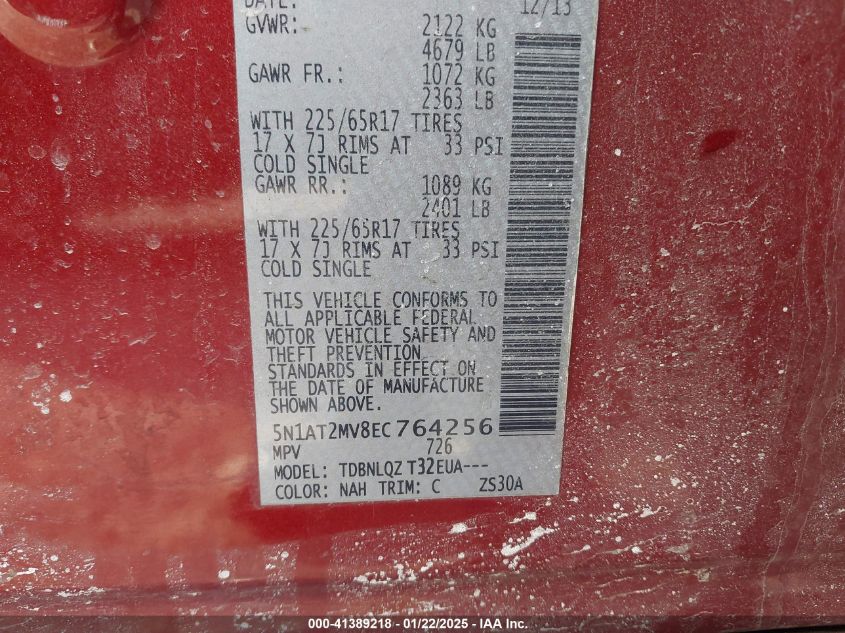 DATE: 12/13
GVWR: 2122 KG
4679 LB
GAWR FR.: 1072 KG
2363 LB
WITH 225/65R17 TIRES
17 X 7J RIMS AT 33 PSI
COLD SINGLE
GAWR RR.: 1089 KG
2401 LB
WITH 225/65R17 TIRES
17 X 7J RIMS AT 33 PSI
COLD SINGLE
THIS VEHICLE CONFORMS TO
ALL APPLICABLE FEDERAL
MOTOR VEHICLE SAFETY AND
THEFT PREVENTION
STANDARDS IN EFFECT ON
THE DATE OF MANUFACTURE
SHOWN ABOVE.
5N1AT2MV8EC764256
MPV 726
MODEL: TDBNLQZ T32EUA---
COLOR: NAH TRIM: C ZS30A
000-41389218 - 01/22/2025 - IAA Inc.